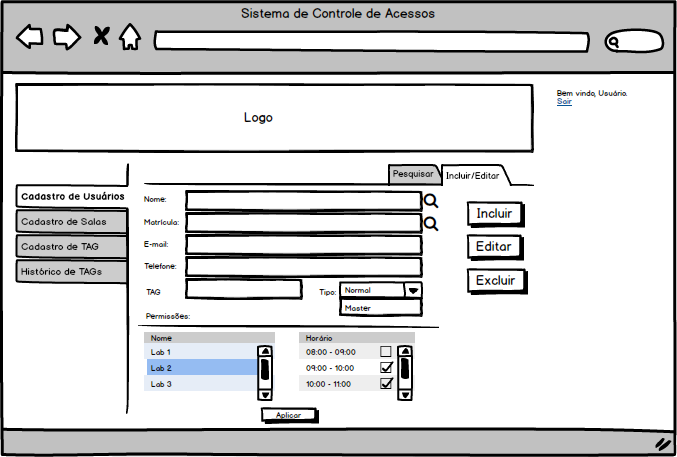 Sistema de Controle de Acessos
Logo
Bem vindo, Usuário.
Sair
Pesquisar
Incluir/Editar
Cadastro de Usuários
Cadastro de Salas
Cadastro de TAG
Histórico de TAGs
Nome:
Matrícula:
E-mail:
Telefone:
TAG
Tipo:
Normal
Master
Permissões:
Incluir
Editar
Excluir
Nome
Lab 1
Lab 2
Lab 3
Horário
08:00 - 09:00
09:00 - 10:00
10:00 - 11:00
Aplicar